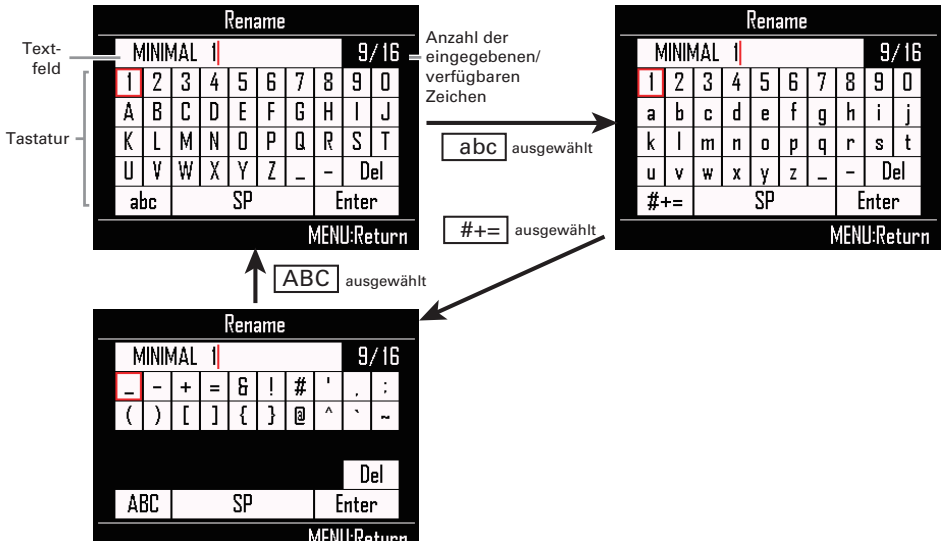 Rename
MINIMAL 1 9/16
1 2 3 4 5 6 7 8 9 0
A B C D E F G H I J
K L M N O P Q R S T
U V W X Y Z _ - Del
abc SP Enter
MENU:Return
Text-
feld
Tastatur
Anzahl der
eingegebenen/
verfügbaren
Zeichen
abc ausgewählt
Rename
MINIMAL 1 9/16
1 2 3 4 5 6 7 8 9 0
a b c d e f g h i j
k l m n o p q r s t
u v w x y z _ - Del
#+= SP Enter
MENU:Return
#+= ausgewählt
ABC ausgewählt
Rename
MINIMAL 1 9/16
_ - + = & ! # ' , ;
( ) [ ] { } @ ^ ` ~
Del
ABC SP Enter
MENU:Return